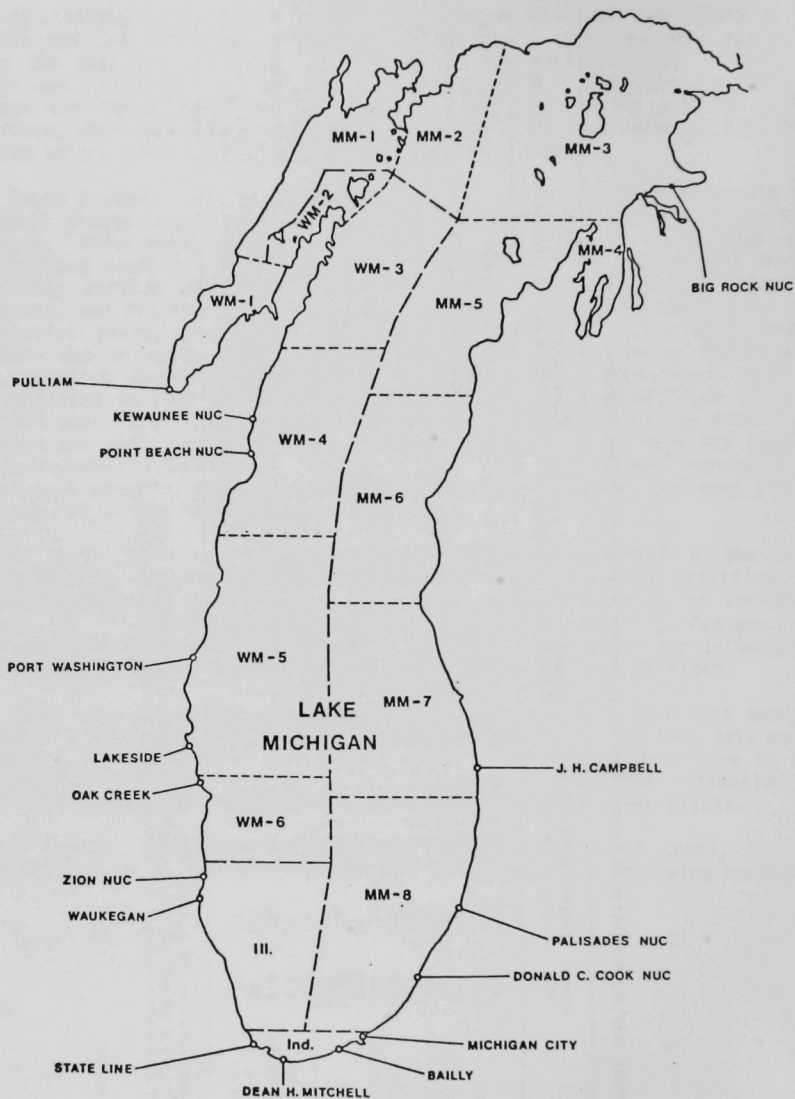 MM-1
MM-2
MM-3
WM-2
MM-4
WM-3
WM-1
MM-5
BIG ROCK NUC
PULLIAM
KEWAUNEE NUC
WM-4
POINT BEACH NUC
MM-6
PORT WASHINGTON
WM-5
MM-7
LAKE
MICHIGAN
LAKESIDE
J. H. CAMPBELL
OAK CREEK
WM-6
ZION NUC
MM-8
WAUKEGAN
PALISADES NUC
Ill.
DONALD C. COOK NUC
Ind.
MICHIGAN CITY
STATE LINE
BAILLY
DEAN H. MITCHELL